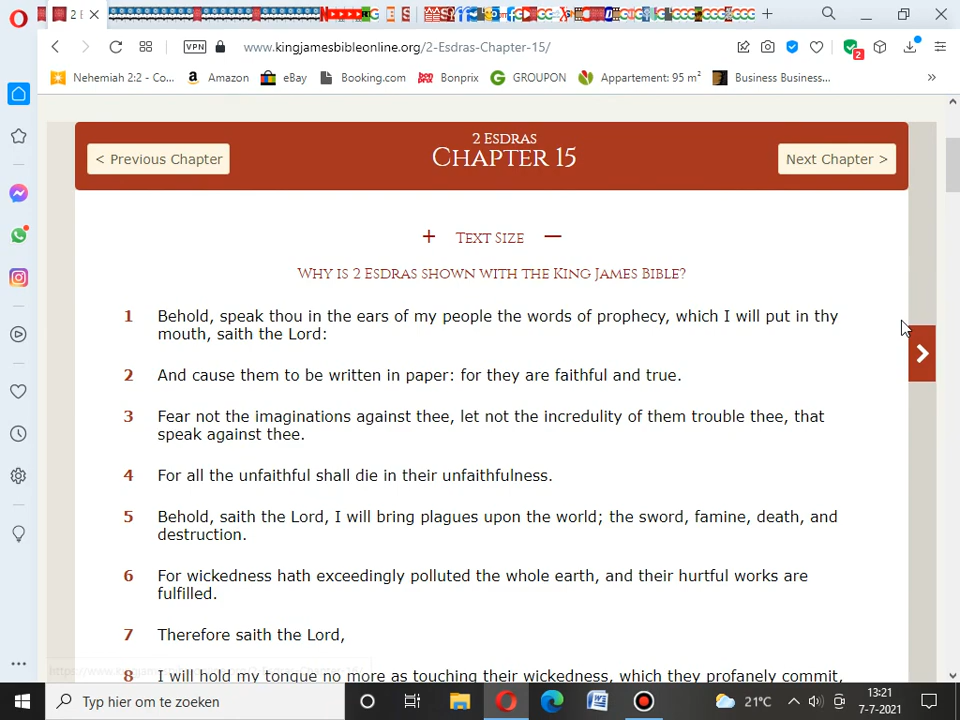 2 E
VPN
www.kingjamesbibleonline.org/2-Esdras-Chapter-15/
2
Nehemiah 2:2 - Co...
Amazon
eBay
Booking.com
Bonprix
GROUPON
Appartement: 95 m²
Business Business...
»
2 Esdras
< Previous Chapter
Chapter 15
Next Chapter >
+ Text Size —
Why is 2 Esdras shown with the King James Bible?
1 Behold, speak thou in the ears of my people the words of prophecy, which I will put in thy
mouth, saith the Lord:
2 And cause them to be written in paper: for they are faithful and true.
3 Fear not the imaginations against thee, let not the incredulity of them trouble thee, that
speak against thee.
4 For all the unfaithful shall die in their unfaithfulness.
5 Behold, saith the Lord, I will bring plagues upon the world; the sword, famine, death, and
destruction.
6 For wickedness hath exceedingly polluted the whole earth, and their hurtful works are
fulfilled.
7 Therefore saith the Lord,
8 I will hold my tongue no more as touching their wickedness, which they profanely commit,
Typ hier om te zoeken
21°C
13:21
7-7-2021